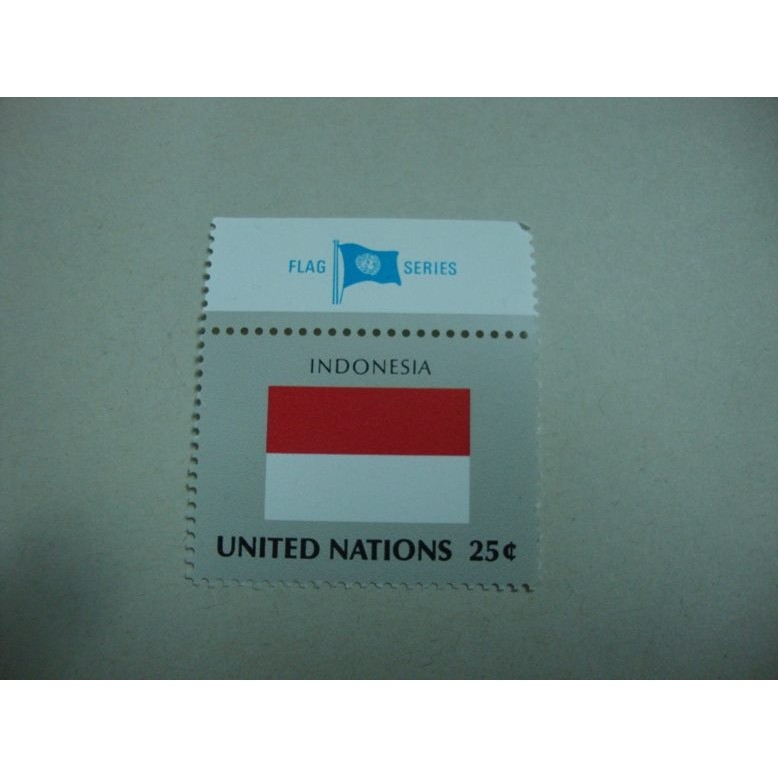 FLAG SERIES
INDONESIA
UNITED NATIONS 25¢